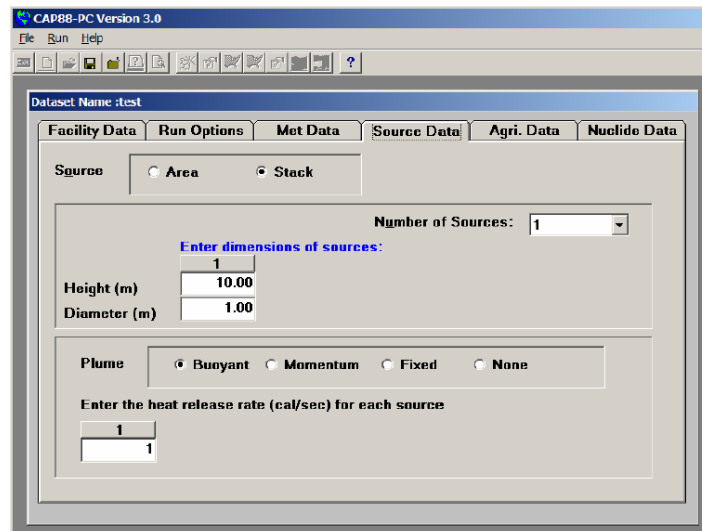 CAP88-PC Version 3.0
File Run Help
?
Dataset Name :test
Facility Data Run Options Met Data Source Data Agri. Data Nuclide Data
Source Area Stack
Number of Sources: 1
Enter dimensions of sources:
1
Height (m) 10.00
Diameter (m) 1.00
Plume Buoyant Momentum Fixed None
Enter the heat release rate (cal/sec) for each source
1
1